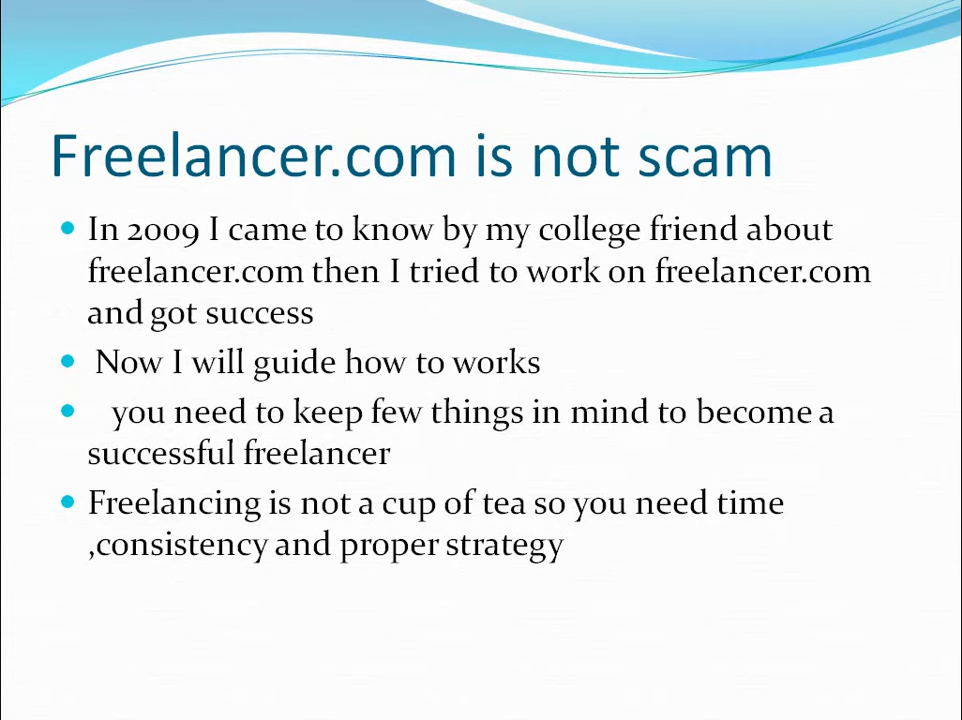 Freelancer.com is not scam
In 2009 I came to know by my college friend about
freelancer.com then I tried to work on freelancer.com
and got success
Now I will guide how to works
you need to keep few things in mind to become a
successful freelancer
Freelancing is not a cup of tea so you need time
,consistency and proper strategy